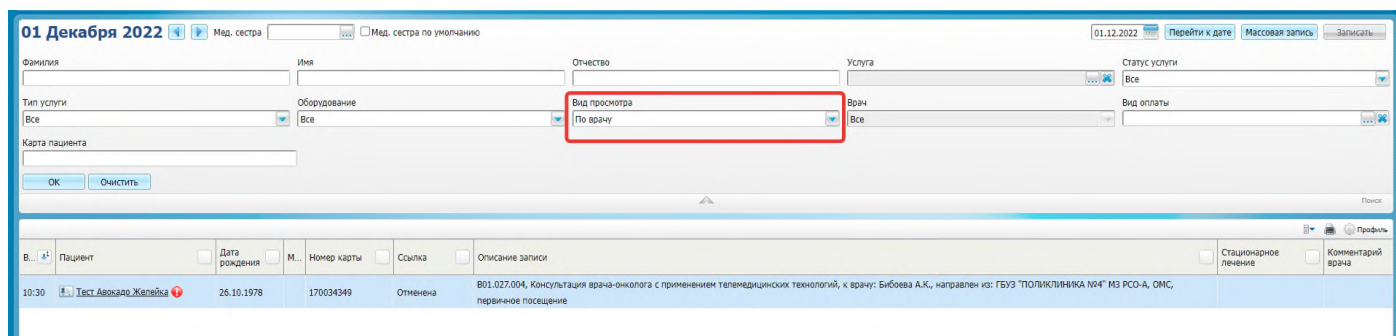 01 Декабря 2022 Мед. сестра ... Мед. сестра по умолчанию 01.12.2022 Перейти к дате Массовая запись Записать
Фамилия Имя Отчество Услуга Статус услуги
... Все
Тип услуги Оборудование Вид просмотра Врач Вид оплаты
Все Все По врачу Все ...
Карта пациента
ОК Очистить
Поиск
Профиль
В... Пациент Дата рождения М... Номер карты Ссылка Описание записи Стационарное лечение Комментарий врача
10:30 Тест Авокадо Желейка 26.10.1978 170034349 Отменена B01.027.004, Консультация врача-онколога с применением телемедицинских технологий, к врачу: Бибоева А.К., направлен из: ГБУЗ "ПОЛИКЛИНИКА №4" МЗ РСО-А, ОМС,
первичное посещение